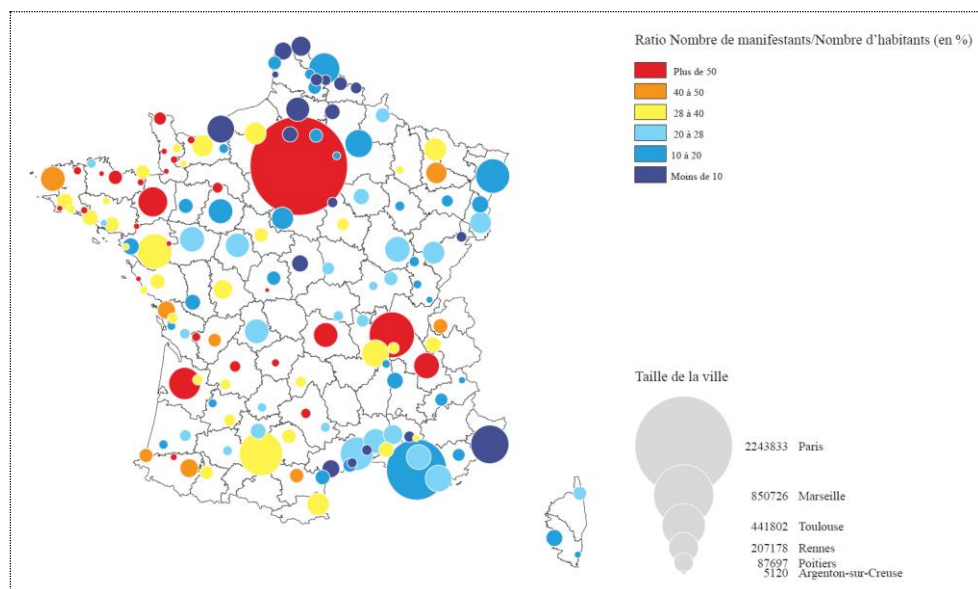 Ratio Nombre de manifestants/Nombre d'habitants (en %)
Plus de 50
40 à 50
28 à 40
20 à 28
10 à 20
Moins de 10
Taille de la ville
2243833 Paris
850726 Marseille
441802 Toulouse
207178 Rennes
87697 Poitiers
5120 Argenton-sur-Creuse